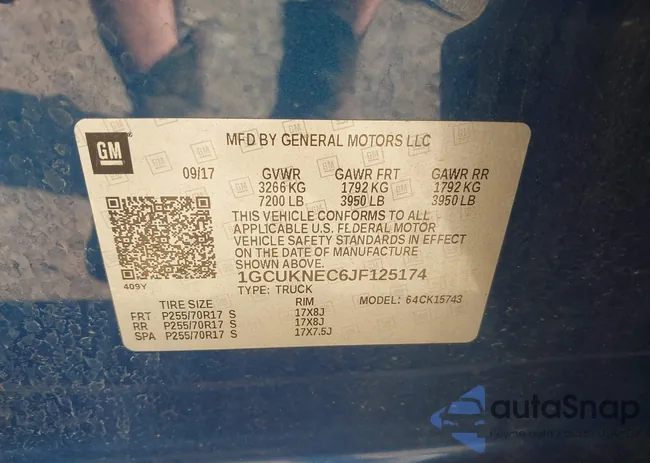 GM
MFD BY GENERAL MOTORS LLC
09/17 GVWR GAWR FRT GAWR RR
3266 KG 1792 KG 1792 KG
7200 LB 3950 LB 3950 LB
THIS VEHICLE CONFORMS TO ALL
APPLICABLE U.S. FEDERAL MOTOR
VEHICLE SAFETY STANDARDS IN EFFECT
ON THE DATE OF MANUFACTURE
SHOWN ABOVE.
409Y 1GCUKNEC6JF125174
TYPE: TRUCK
TIRE SIZE RIM MODEL: 64CK15743
FRT P255/70R17 S 17X8J
RR P255/70R17 S 17X8J
SPA P255/70R17 S 17X7.5J
autaSnap